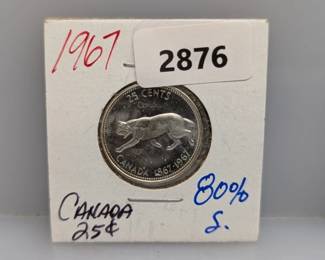 1967
2876
25 CENTS
CANADA 1867-1967
CANADA
25¢
80%
S.